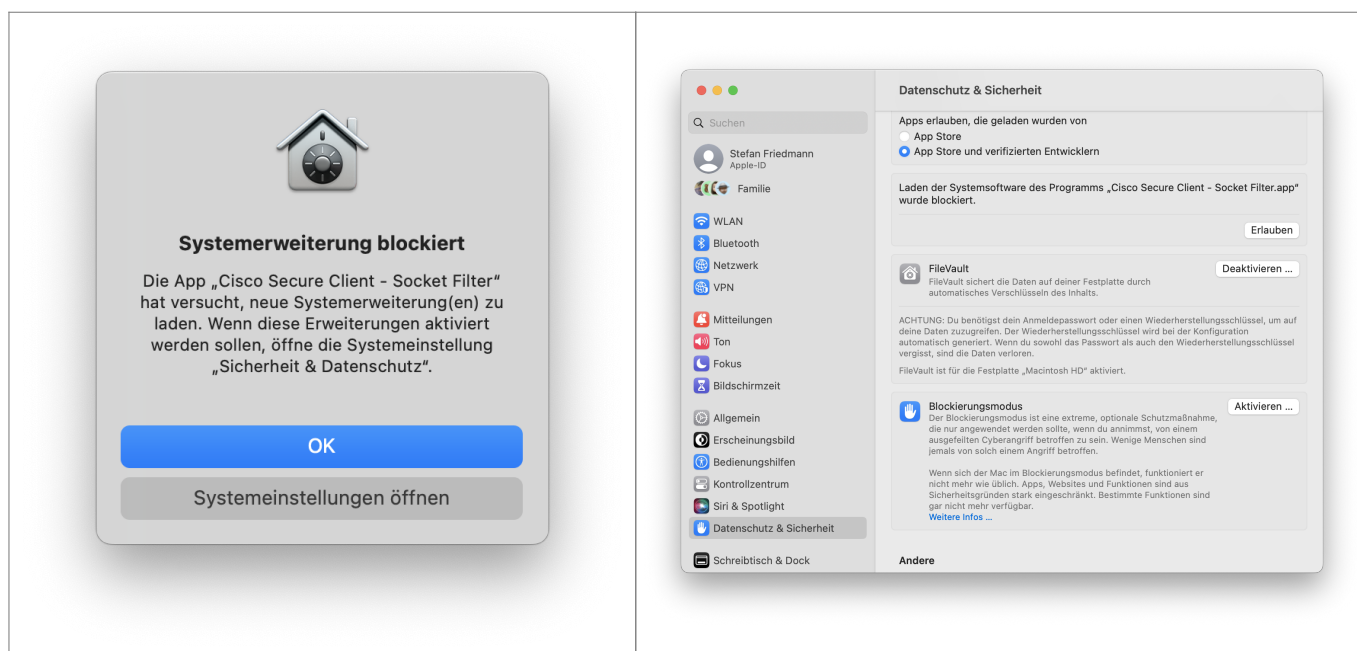 Systemerweiterung blockiert
Die App „Cisco Secure Client - Socket Filter“
hat versucht, neue Systemerweiterung(en) zu
laden. Wenn diese Erweiterungen aktiviert
werden sollen, öffne die Systemeinstellung
„Sicherheit & Datenschutz“.
OK
Systemeinstellungen öffnen
Suchen
Stefan Friedmann
Apple-ID
Familie
WLAN
Bluetooth
Netzwerk
VPN
Mitteilungen
Ton
Fokus
Bildschirmzeit
Allgemein
Erscheinungsbild
Bedienungshilfen
Kontrollzentrum
Siri & Spotlight
Datenschutz & Sicherheit
Schreibtisch & Dock
Datenschutz & Sicherheit
Apps erlauben, die geladen wurden von
App Store
App Store und verifizierten Entwicklern
Laden der Systemsoftware des Programms „Cisco Secure Client - Socket Filter.app“
wurde blockiert.
Erlauben
FileVault
Deaktivieren ...
FileVault sichert die Daten auf deiner Festplatte durch
automatisches Verschlüsseln des Inhalts.
ACHTUNG: Du benötigst dein Anmeldepasswort oder einen Wiederherstellungsschlüssel, um auf
deine Daten zuzugreifen. Der Wiederherstellungsschlüssel wird bei der Konfiguration
automatisch generiert. Wenn du sowohl das Passwort als auch den Wiederherstellungsschlüssel
vergisst, sind die Daten verloren.
FileVault ist für die Festplatte „Macintosh HD“ aktiviert.
Blockierungsmodus
Aktivieren ...
Der Blockierungsmodus ist eine extreme, optionale Schutzmaßnahme,
die nur angewendet werden sollte, wenn du annimmst, von einem
ausgefeilten Cyberangriff betroffen zu sein. Wenige Menschen sind
jemals von solch einem Angriff betroffen.
Wenn sich der Mac im Blockierungsmodus befindet, funktioniert er
nicht mehr wie üblich. Apps, Websites und Funktionen sind aus
Sicherheitsgründen stark eingeschränkt. Bestimmte Funktionen sind
gar nicht mehr verfügbar.
Weitere Infos ...
Andere